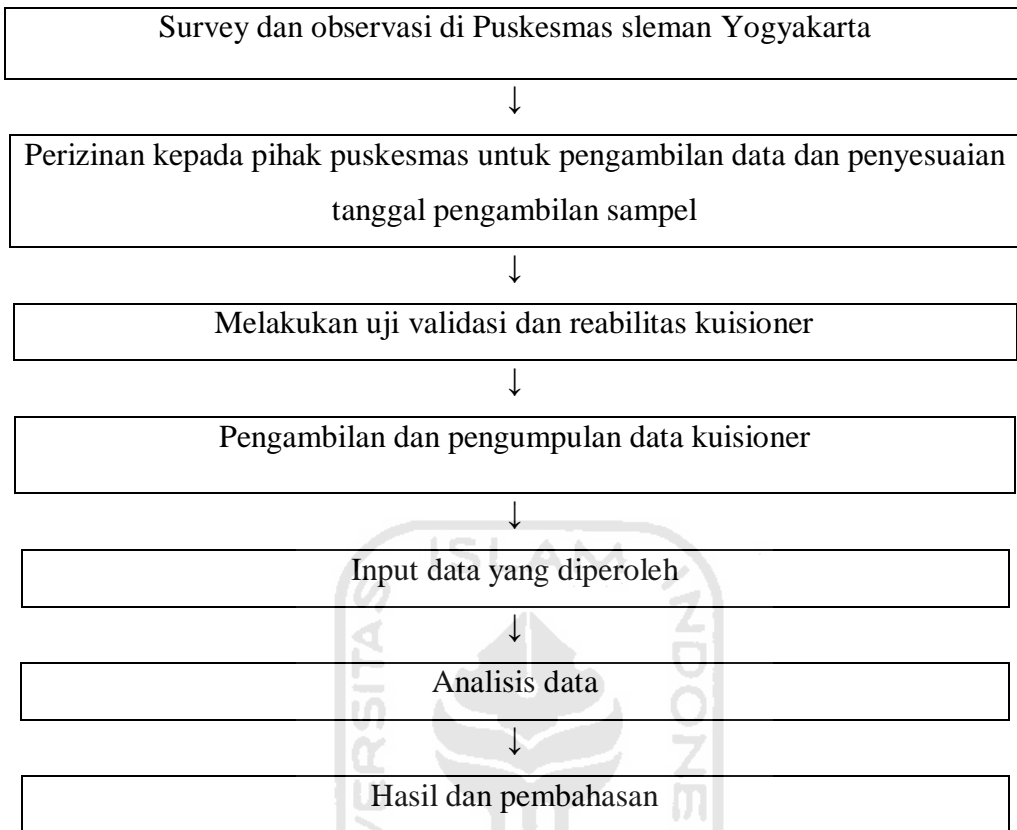 Survey dan observasi di Puskesmas sleman Yogyakarta
↓
Perizinan kepada pihak puskesmas untuk pengambilan data dan penyesuaian
tanggal pengambilan sampel
↓
Melakukan uji validasi dan reabilitas kuisioner
↓
Pengambilan dan pengumpulan data kuisioner
↓
ISLAM
Input data yang diperoleh
↓
Analisis data
↓
Hasil dan pembahasan